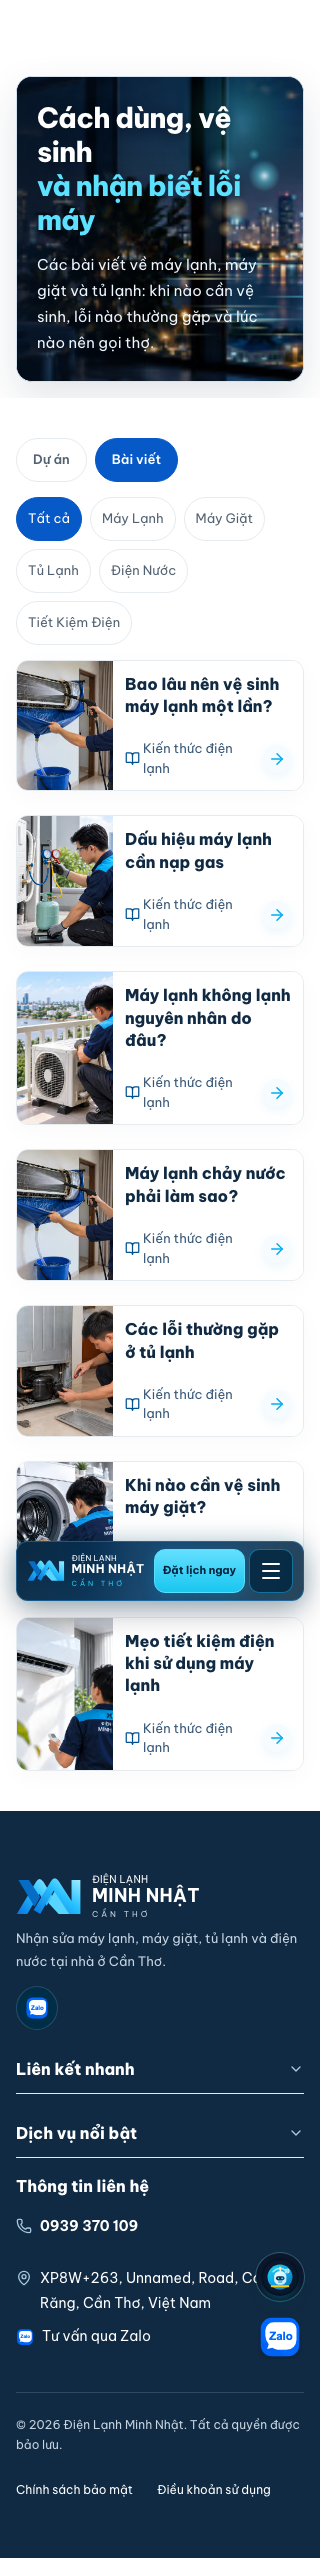 Cách dùng, vệ
sinh
và nhận biết lỗi
máy
Các bài viết về máy lạnh, máy
giặt và tủ lạnh: khi nào cần vệ
sinh, lỗi nào thường gặp và lúc
nào nên gọi thợ.
Dự án
Bài viết
Tất cả
Máy Lạnh
Máy Giặt
Tủ Lạnh
Điện Nước
Tiết Kiệm Điện
Bao lâu nên vệ sinh
máy lạnh một lần?
Kiến thức điện
lạnh
Dấu hiệu máy lạnh
cần nạp gas
Kiến thức điện
lạnh
Máy lạnh không lạnh
nguyên nhân do
đâu?
Kiến thức điện
lạnh
Máy lạnh chảy nước
phải làm sao?
Kiến thức điện
lạnh
Các lỗi thường gặp
ở tủ lạnh
Kiến thức điện
lạnh
Khi nào cần vệ sinh
máy giặt?
ĐIỆN LẠNH
MINH NHẬT
CẦN THƠ
Đặt lịch ngay
Mẹo tiết kiệm điện
khi sử dụng máy
lạnh
Kiến thức điện
lạnh
ĐIỆN LẠNH
MINH NHẬT
CẦN THƠ
Nhận sửa máy lạnh, máy giặt, tủ lạnh và điện
nước tại nhà ở Cần Thơ.
Zalo
Liên kết nhanh
Dịch vụ nổi bật
Thông tin liên hệ
0939 370 109
XP8W+263, Unnamed, Road,
Răng, Cần Thơ, Việt Nam
Zalo
Tư vấn qua Zalo
Zalo
© 2026 Điện Lạnh Minh Nhật. Tất cả quyền được
bảo lưu.
Chính sách bảo mật
Điều khoản sử dụng